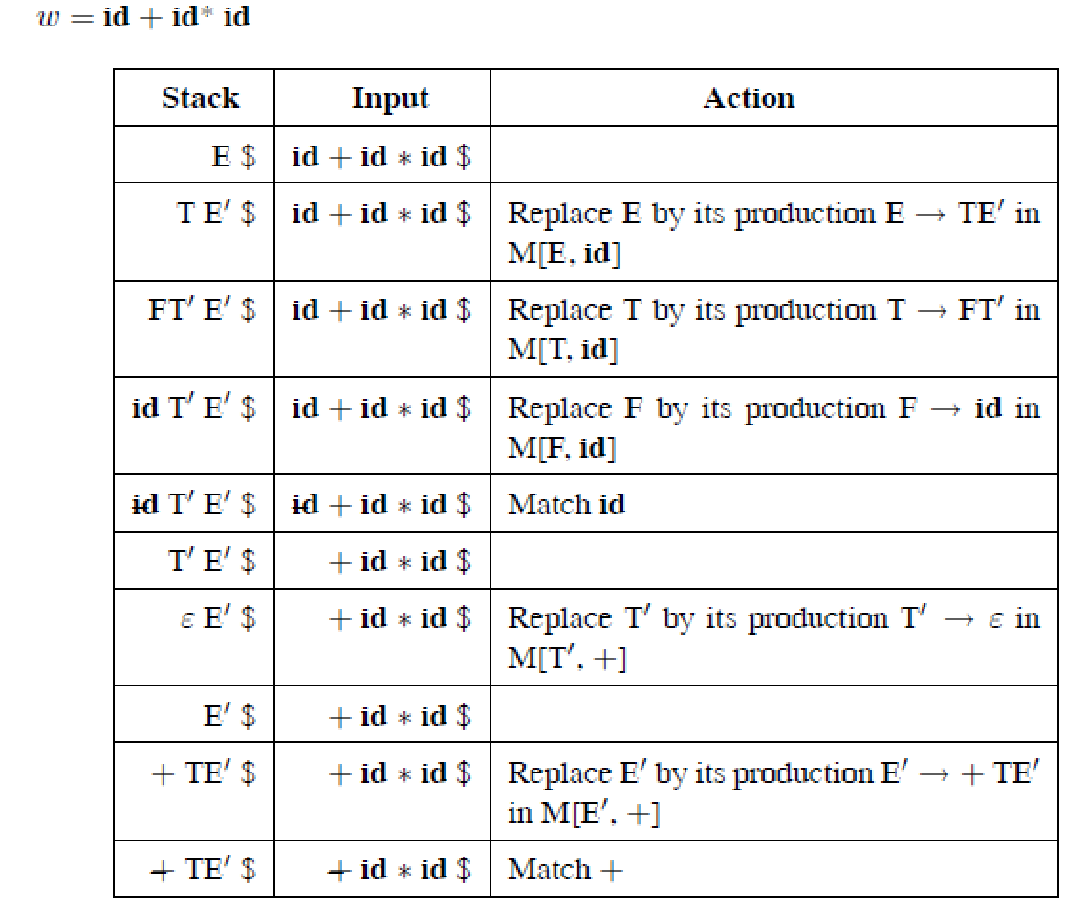 w = id + id* id
Stack Input Action
E $ id + id * id $
T E′ $ id + id * id $ Replace E by its production E → TE′ in
M[E, id]
FT′ E′ $ id + id * id $ Replace T by its production T → FT′ in
M[T, id]
id T′ E′ $ id + id * id $ Replace F by its production F → id in
M[F, id]
id T′ E′ $ id + id * id $ Match id
T′ E′ $ + id * id $
ε E′ $ + id * id $ Replace T′ by its production T′ → ε in
M[T′, +]
E′ $ + id * id $
+ TE′ $ + id * id $ Replace E′ by its production E′ → + TE′
in M[E′, +]
+ TE′ $ + id * id $ Match +